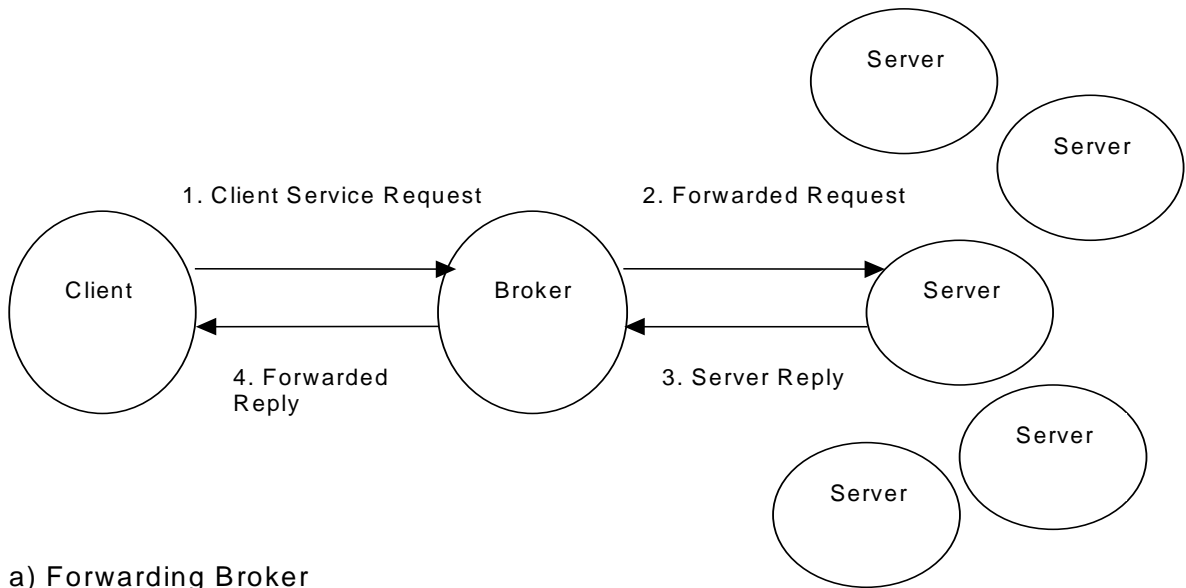 Server
Server
1. Client Service Request
2. Forwarded Request
Client
Broker
Server
4. Forwarded
Reply
3. Server Reply
Server
Server
a) Forwarding Broker